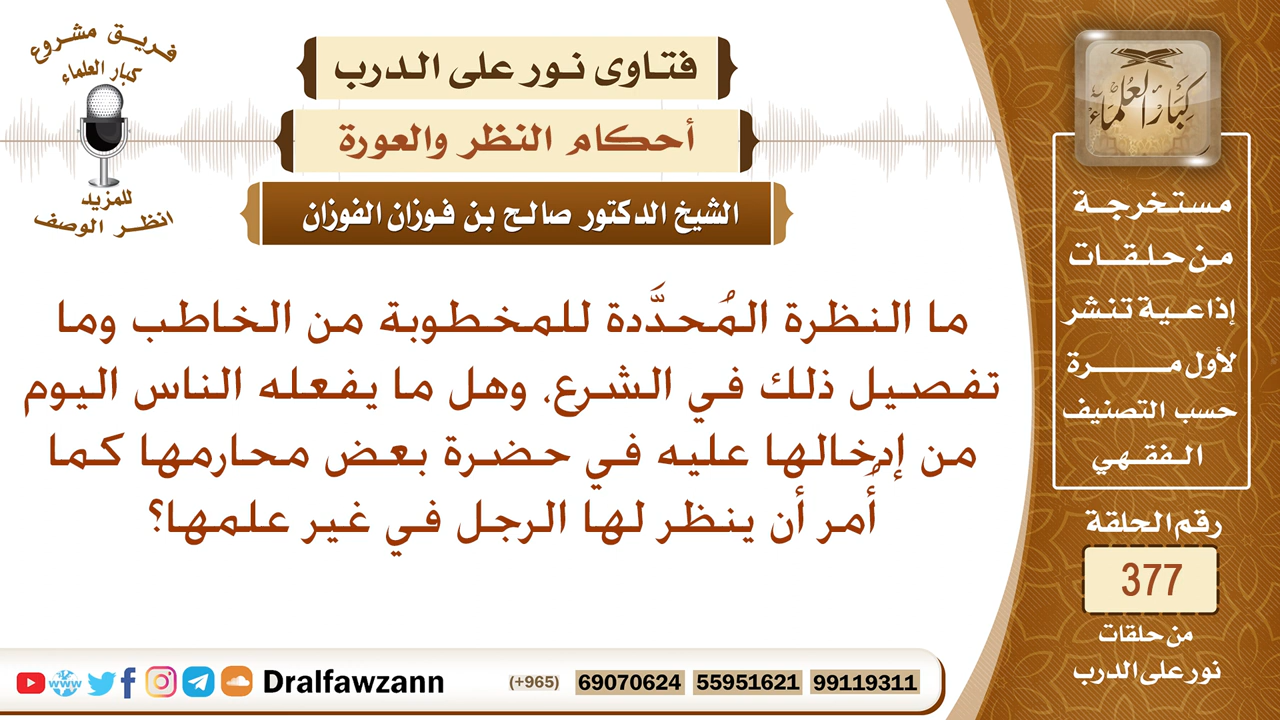 فريق مشروع
كبار العلماء
للمزيد
انظر الوصف
فتاوى نور على الدرب
أحكام النظر والعورة
الشيخ الدكتور صالح بن فوزان الفوزان
ما النظرة المُحدَّدة للمخطوبة من الخاطب وما
تفصيل ذلك في الشرع، وهل ما يفعله الناس اليوم
من إدخالها عليه في حضرة بعض محارمها كما
أُمر أن ينظر لها الرجل في غير علمها؟
كبار العلماء
مستخرجة
من حلقات
إذاعية تنشر
لأول مرة
حسب التصنيف
الفقهي
رقم الحلقة
377
من حلقات
نور على الدرب
www Dralfawzann (+965) 69070624 55951621 99119311